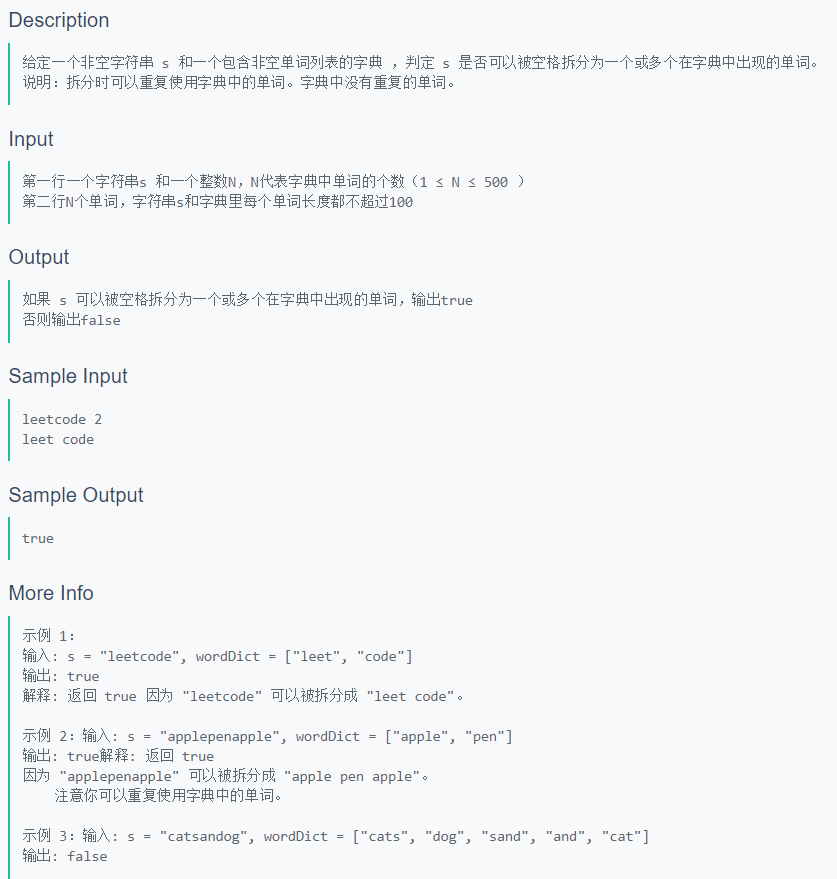 Description
给定一个非空字符串 s 和一个包含非空单词列表的字典 ，判定 s 是否可以被空格拆分为一个或多个在字典中出现的单词。
说明：拆分时可以重复使用字典中的单词。字典中没有重复的单词。
Input
第一行一个字符串s 和一个整数N，N代表字典中单词的个数（1 ≤ N ≤ 500 ）
第二行N个单词，字符串s和字典里每个单词长度都不超过100
Output
如果 s 可以被空格拆分为一个或多个在字典中出现的单词，输出true
否则输出false
Sample Input
leetcode 2
leet code
Sample Output
true
More Info
示例 1：
输入: s = "leetcode", wordDict = ["leet", "code"]
输出: true
解释: 返回 true 因为 "leetcode" 可以被拆分成 "leet code"。
示例 2：输入: s = "applepenapple", wordDict = ["apple", "pen"]
输出: true解释: 返回 true
因为 "applepenapple" 可以被拆分成 "apple pen apple"。
注意你可以重复使用字典中的单词。
示例 3：输入: s = "catsandog", wordDict = ["cats", "dog", "sand", "and", "cat"]
输出: false